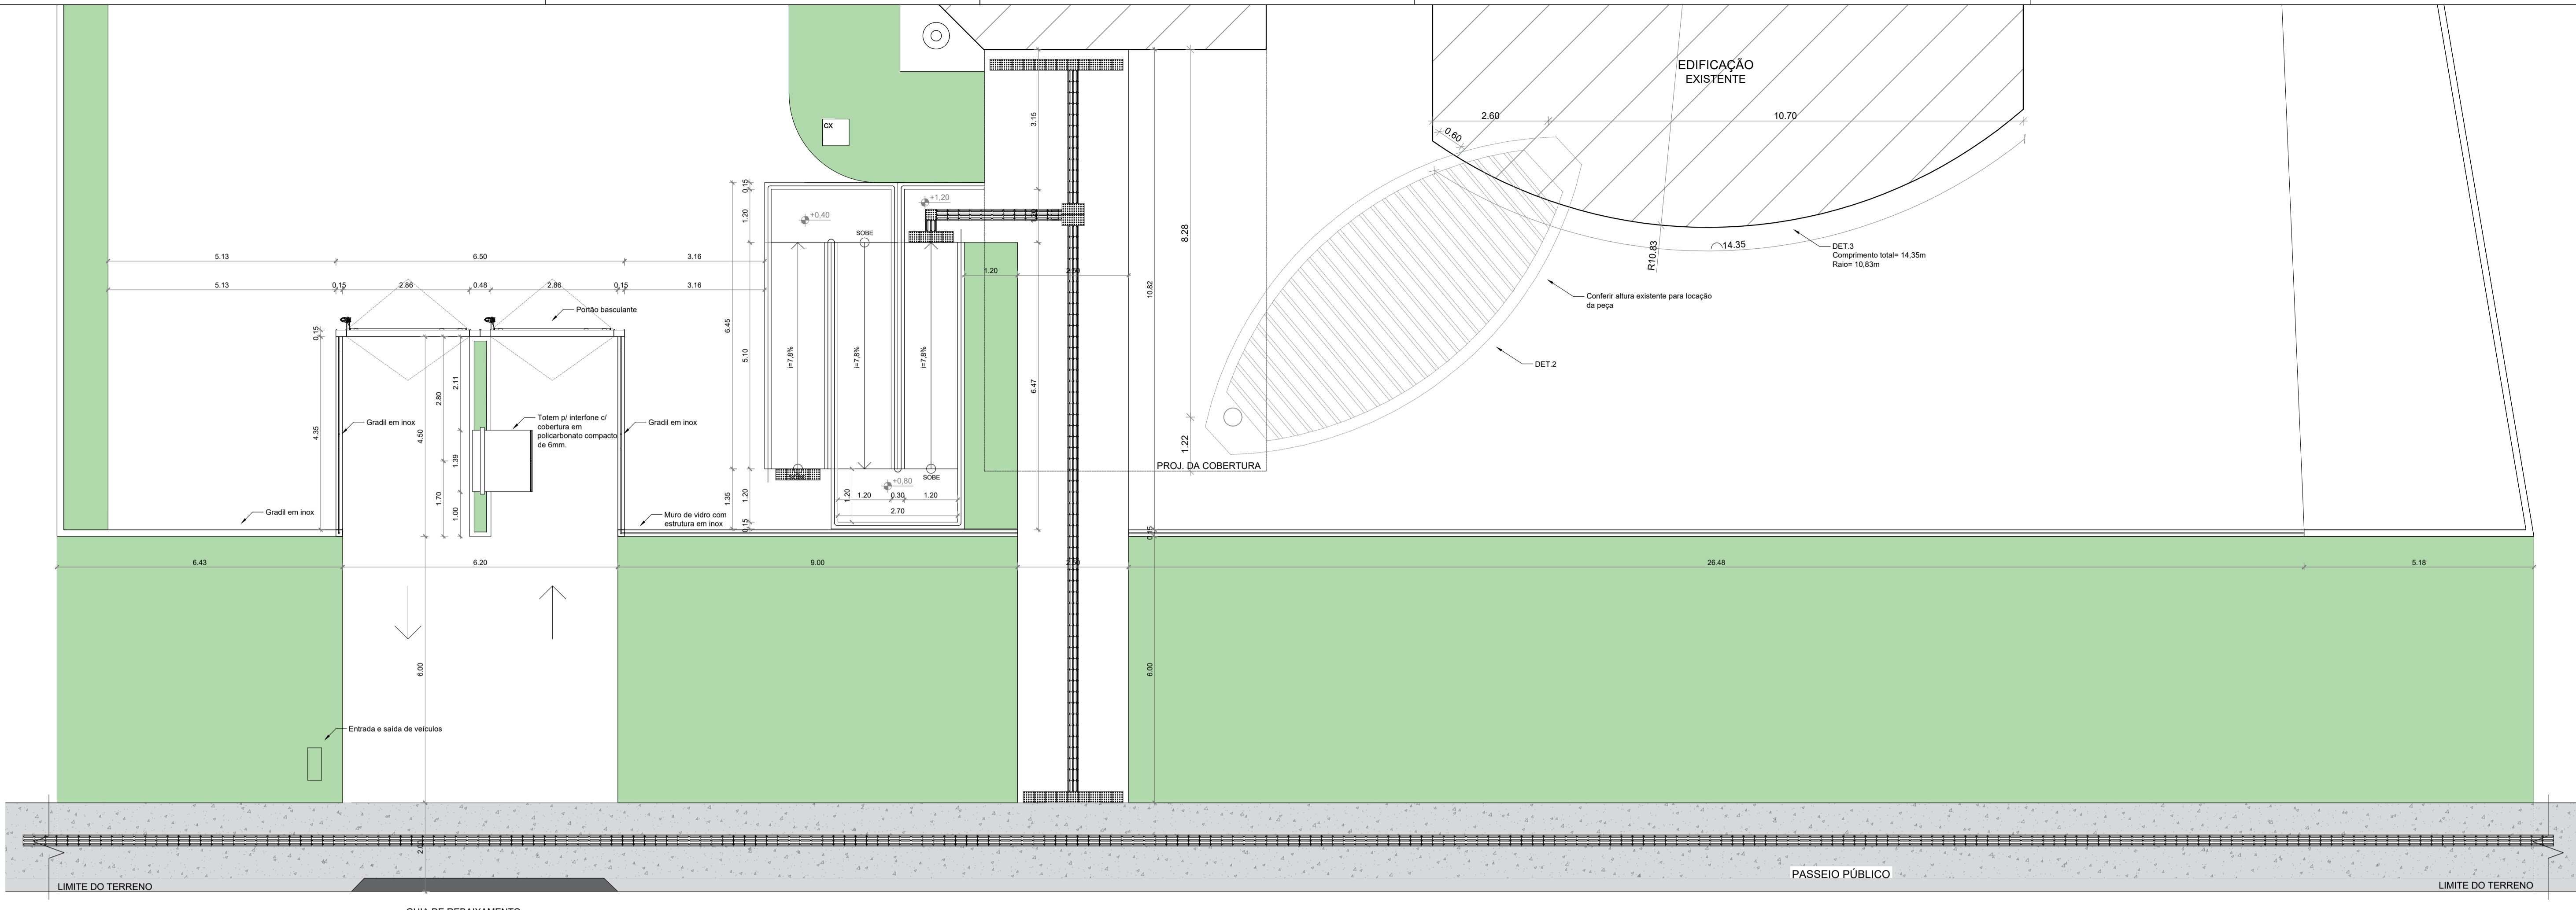 EDIFICAÇÃO
EXISTENTE
2.60
10.70
0.60
CX
3.15
0,15
1.20
+0,40
+1,20
SOBE
1.20
8.28
R10.83
14.35
DET.3
Comprimento total= 14,35m
Raio= 10,83m
5.13
6.50
3.16
1.20
2.50
10.82
5.13
0,15
2.86
0.48
2.86
0,15
3.16
Conferir altura existente para locação
da peça
Portão basculante
0,15
6.45
5.10
i=7,8%
i=7,8%
i=7,8%
DET.2
2.11
2.80
6.47
4.35
Gradil em inox
4.50
Totem p/ interfone c/
cobertura em
policarbonato compacto
de 6mm.
Gradil em inox
1.22
1.39
PROJ. DA COBERTURA
SOBE
+0,80
1.70
1.00
1.35
1.20
1.20
1.20
0.30
1.20
2.70
Gradil em inox
Muro de vidro com
estrutura em inox
0,15
0,15
6.43
6.20
9.00
2.50
26.48
5.18
6.00
6.00
Entrada e saída de veículos
2.00
PASSEIO PÚBLICO
LIMITE DO TERRENO
LIMITE DO TERRENO